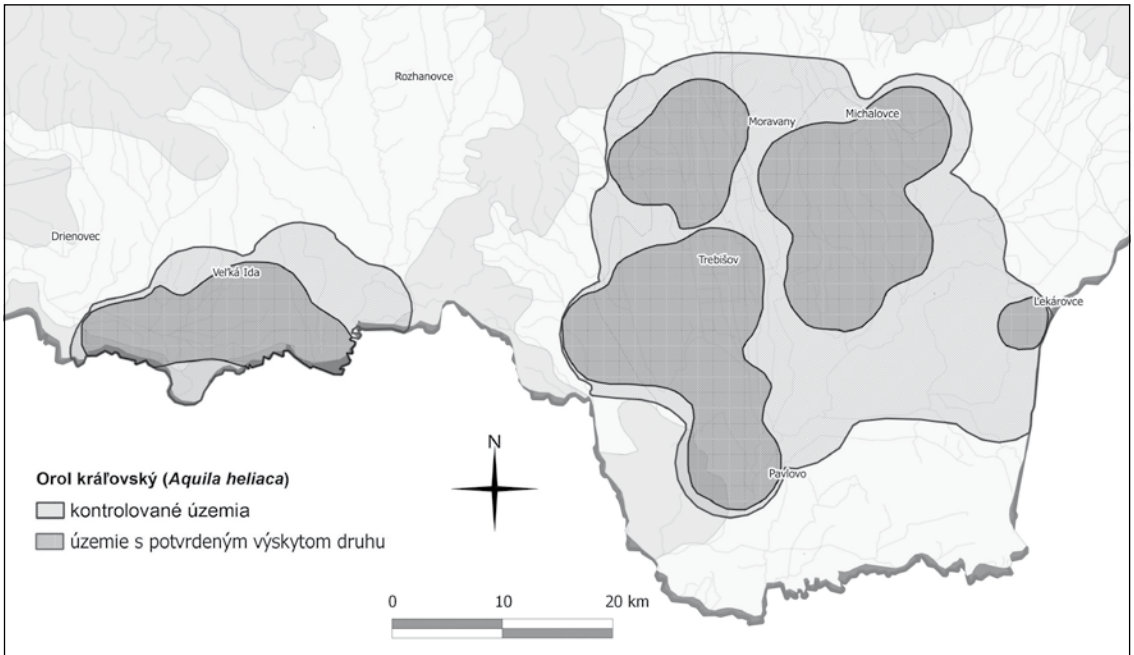 Rozhanovce
Moravany
Michalovce
Drienovec
Veľká Ida
Trebišov
Lekárovce
Pavlovo
N
Orol kráľovský (Aquila heliaca)
kontrolované územia
územie s potvrdeným výskytom druhu
0 10 20 km